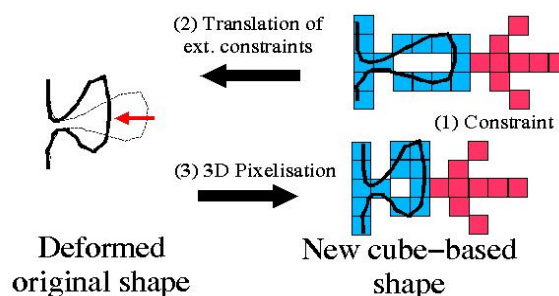 (2) Translation of
ext. constraints
(1) Constraint
(3) 3D Pixelisation
Deformed
original shape
New cube-based
shape